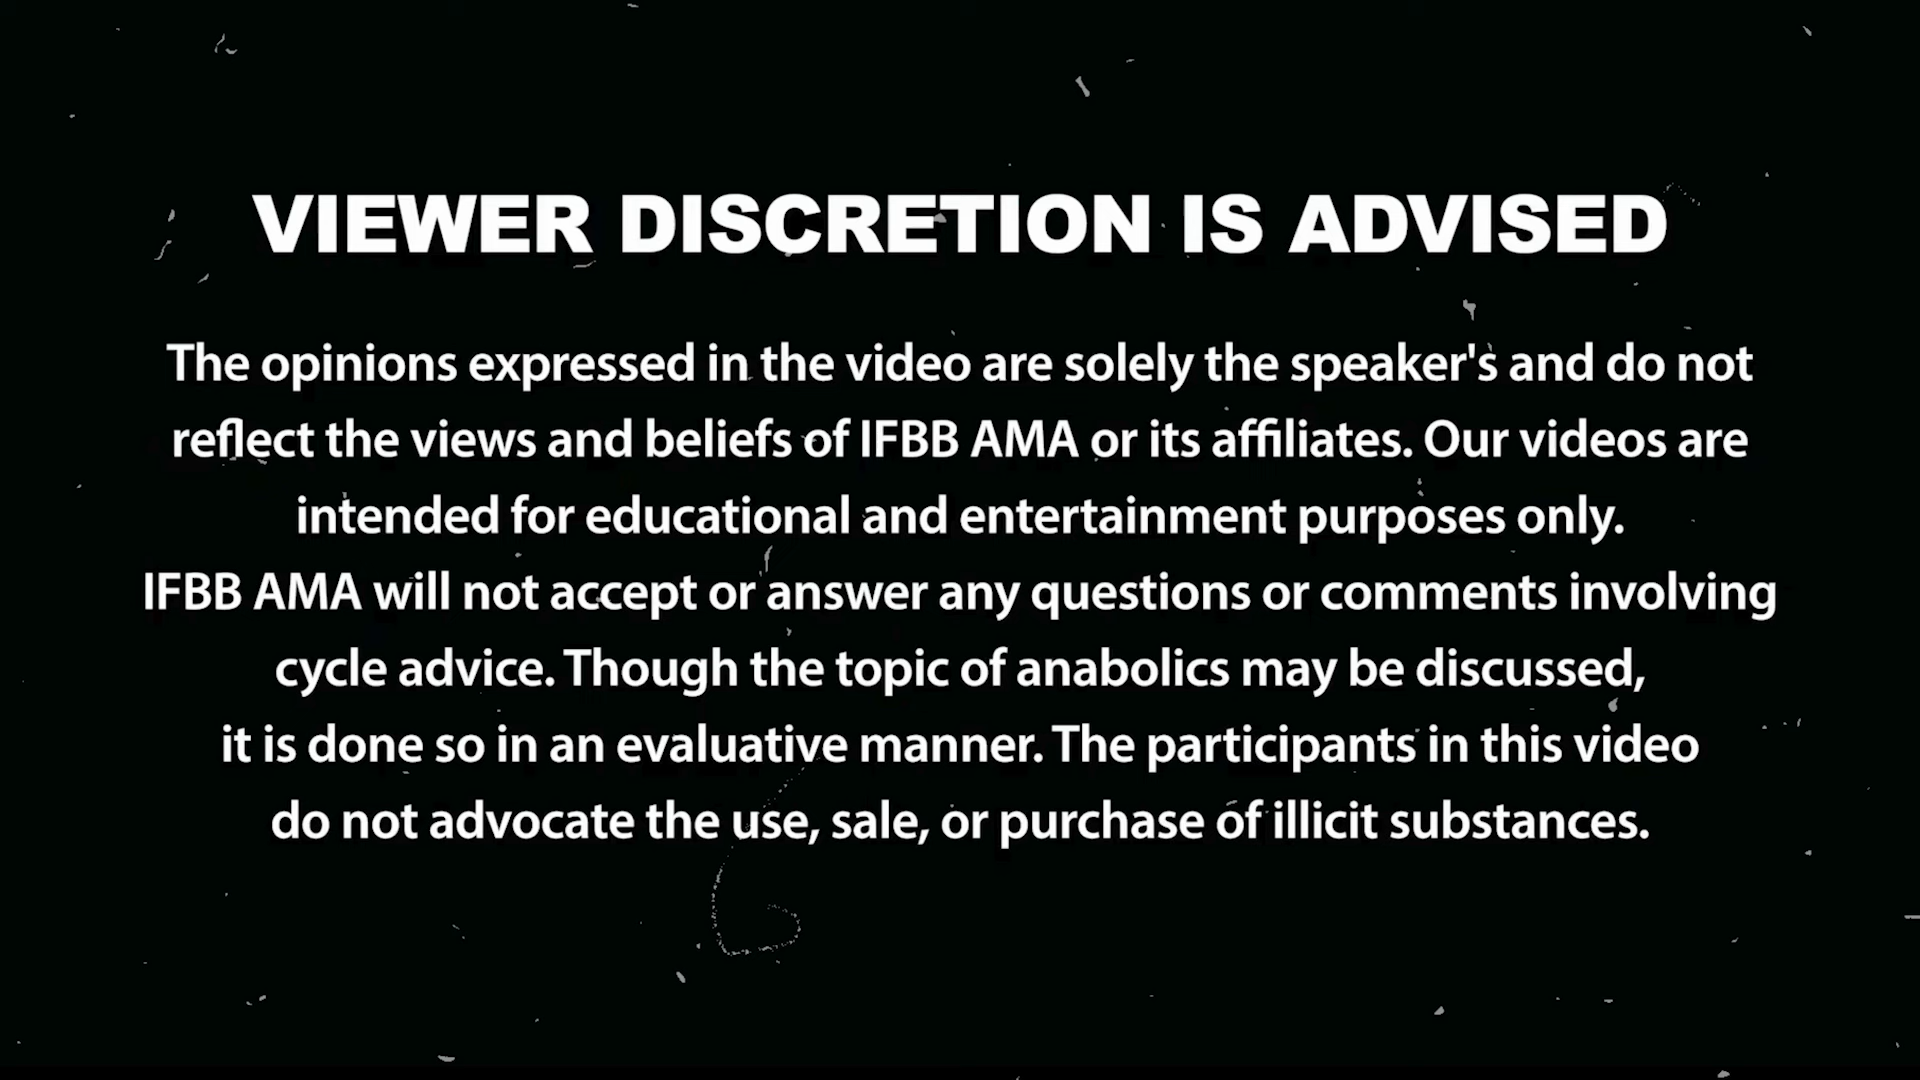 VIEWER DISCRETION IS ADVISED
The opinions expressed in the video are solely the speaker's and do not
reflect the views and beliefs of IFBB AMA or its affiliates. Our videos are
intended for educational and entertainment purposes only.
IFBB AMA will not accept or answer any questions or comments involving
cycle advice. Though the topic of anabolics may be discussed,
it is done so in an evaluative manner. The participants in this video
do not advocate the use, sale, or purchase of illicit substances.